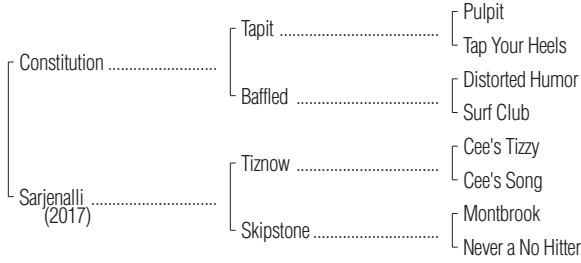 Pulpit
Tapit ............................
Tap Your Heels
Constitution ............................
Distorted Humor
Baffled ............................
Surf Club
Cee's Tizzy
Tiznow ............................
Cee's Song
Sarjenalli ............................
(2017)
Montbrook
Skipstone ............................
Never a No Hitter